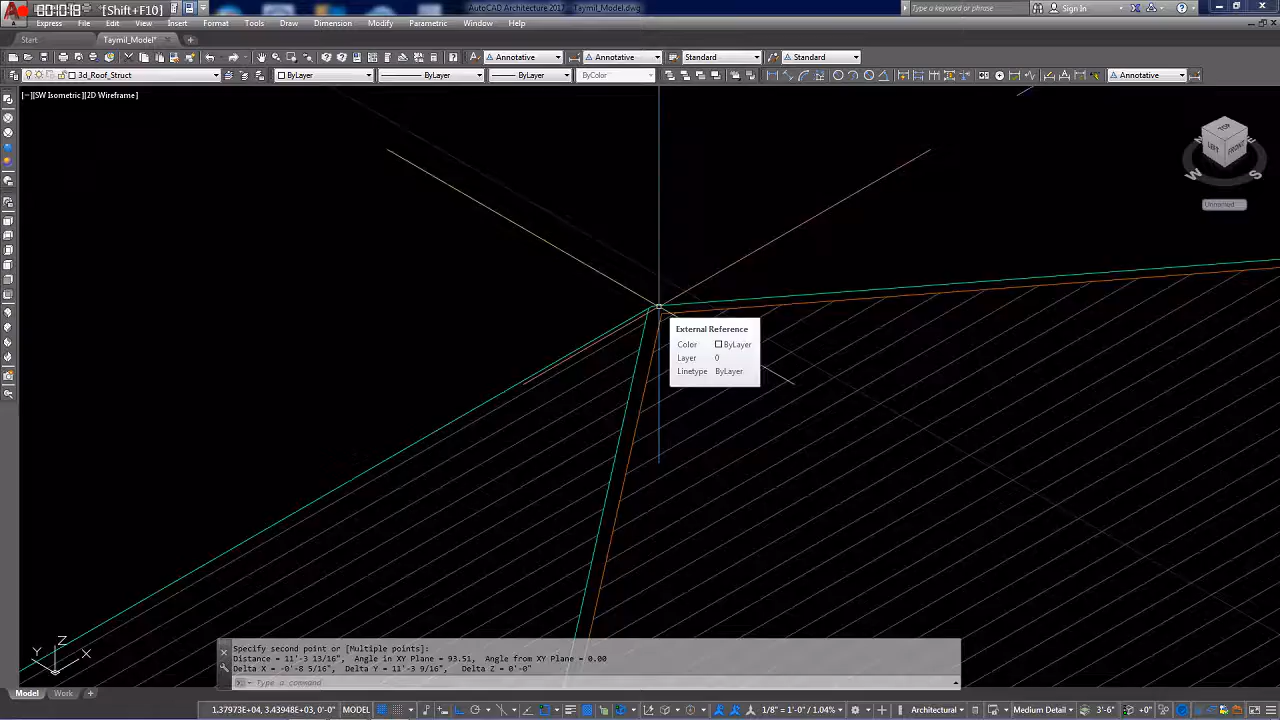 00:10:18 [Shift+F10]
AutoCAD Architecture 2017 Taymil_Model.dwg
Type a keyword or phrase
Sign In
Express File Edit View Insert Format Tools Draw Dimension Modify Parametric Window Help
Start Taymil_Model*
Annotative Annotative Standard Standard
3d_Roof_Struct ByLayer ByLayer ByLayer ByColor Annotative
[−][SW Isometric][2D Wireframe]
TOP
LEFT FRONT
W S
Unnamed
External Reference
Color ByLayer
Layer 0
Linetype ByLayer
Specify second point or [Multiple points]:
Distance = 11'-3 13/16", Angle in XY Plane = 93.51, Angle from XY Plane = 0.00
Delta X = -0'-8 5/16", Delta Y = 11'-3 9/16", Delta Z = 0'-0"
Type a command
Z
Y X
Model Work
1.37973E+04, 3.43948E+03, 0'-0" MODEL 1/8" = 1'-0" / 1.04% Architectural Medium Detail 3'-6"